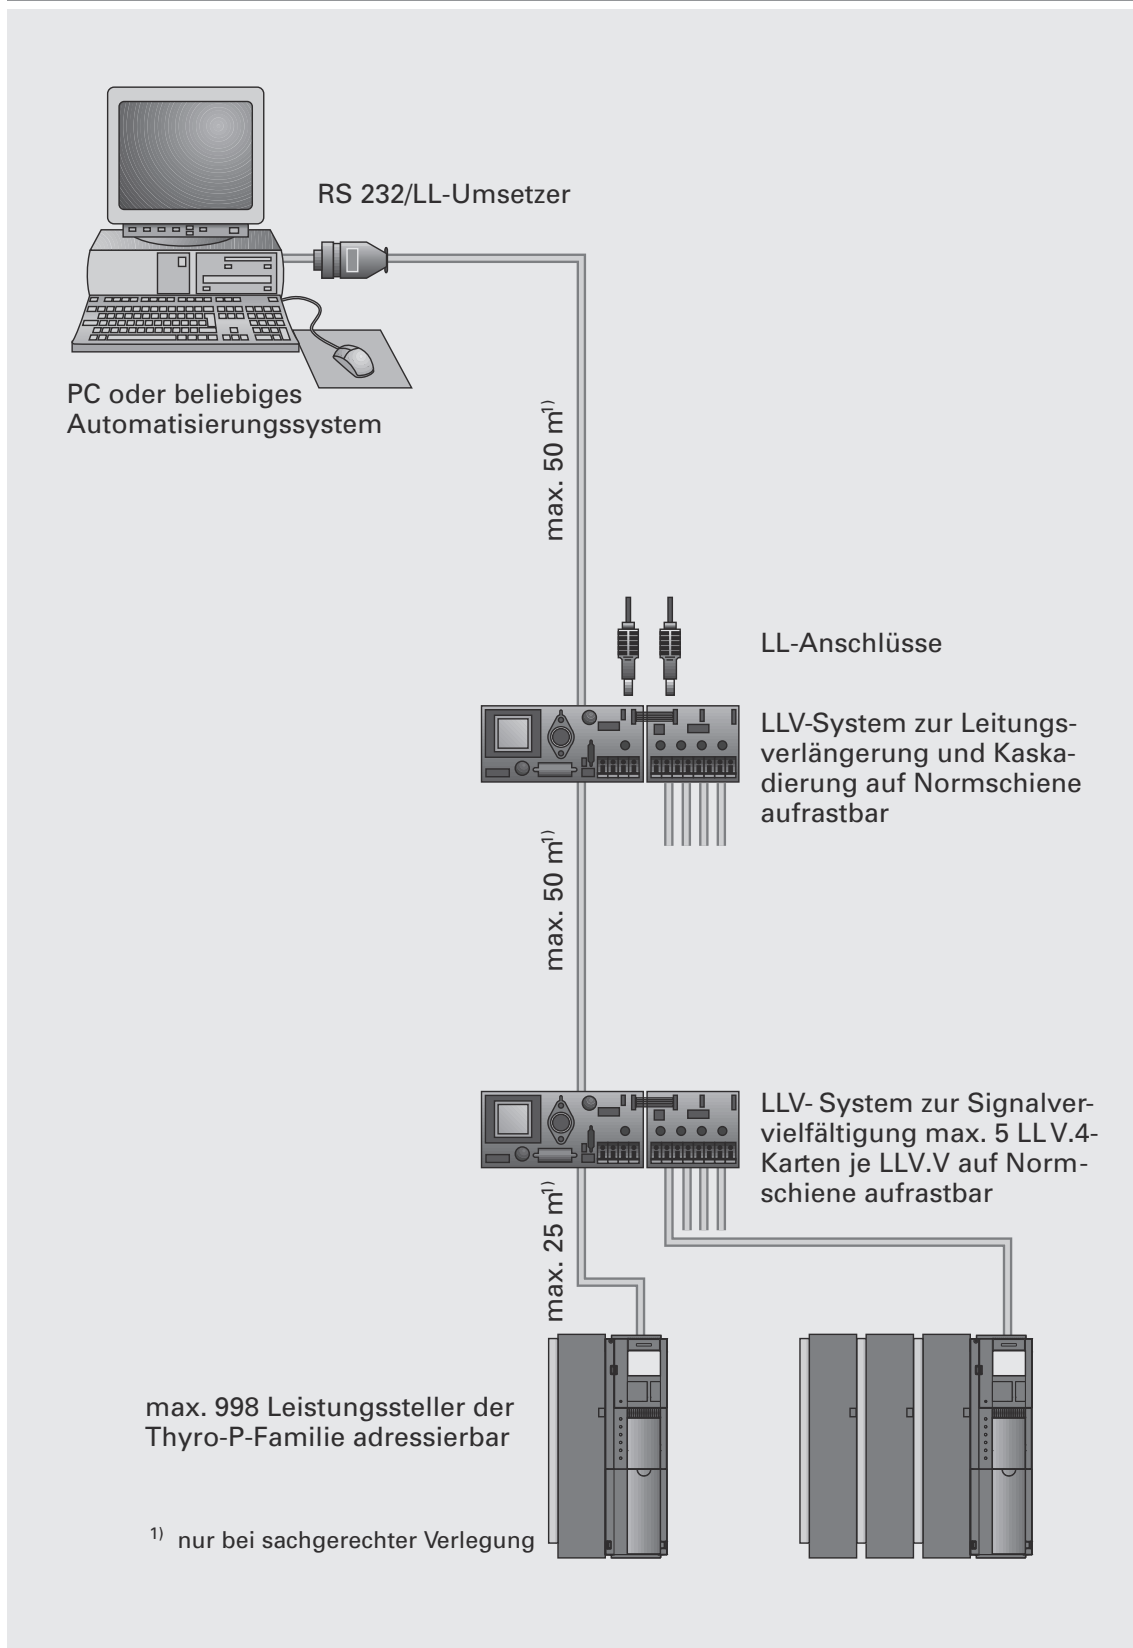 RS 232/LL-Umsetzer
PC oder beliebiges
Automatisierungssystem
max. 50 m¹⁾
LL-Anschlüsse
LLV-System zur Leitungs-
verlängerung und Kaska-
dierung auf Normschiene
aufrastbar
max. 50 m¹⁾
LLV- System zur Signalver-
vielfältigung max. 5 LLV.4-
Karten je LLV.V auf Norm-
schiene aufrastbar
max. 25 m¹⁾
max. 998 Leistungssteller der
Thyro-P-Familie adressierbar
¹⁾ nur bei sachgerechter Verlegung